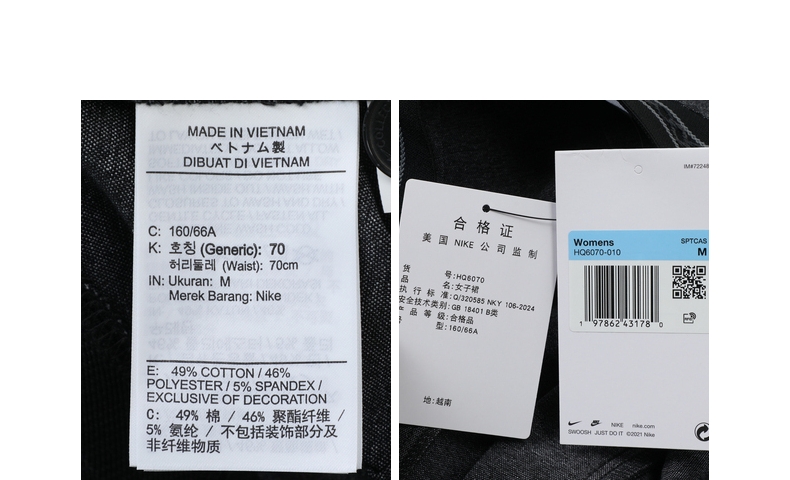 MADE IN VIETNAM
ベトナム製
DIBUAT DI VIETNAM
C: 160/66A
K: 호칭 (Generic): 70
허리둘레 (Waist): 70cm
IN: Ukuran: M
Merek Barang: Nike
E: 49% COTTON / 46%
POLYESTER / 5% SPANDEX /
EXCLUSIVE OF DECORATION
C: 49% 棉 / 46% 聚酯纤维 /
5% 氨纶 / 不包括装饰部分及
非纤维物质
合格证
美国 NIKE 公司监制
货 号:HQ6070
品 名:女子裙
执行标准:Q/320585 NKY 106-2024
安全技术类别:GB 18401 B类
产品等级:合格品
型:160/66A
地:越南
IM#72248
Womens SPTCAS
HQ6070-010 M
1 97862 43178 0
NIKE nike.com
SWOOSH JUST DO IT ©2021 Nike